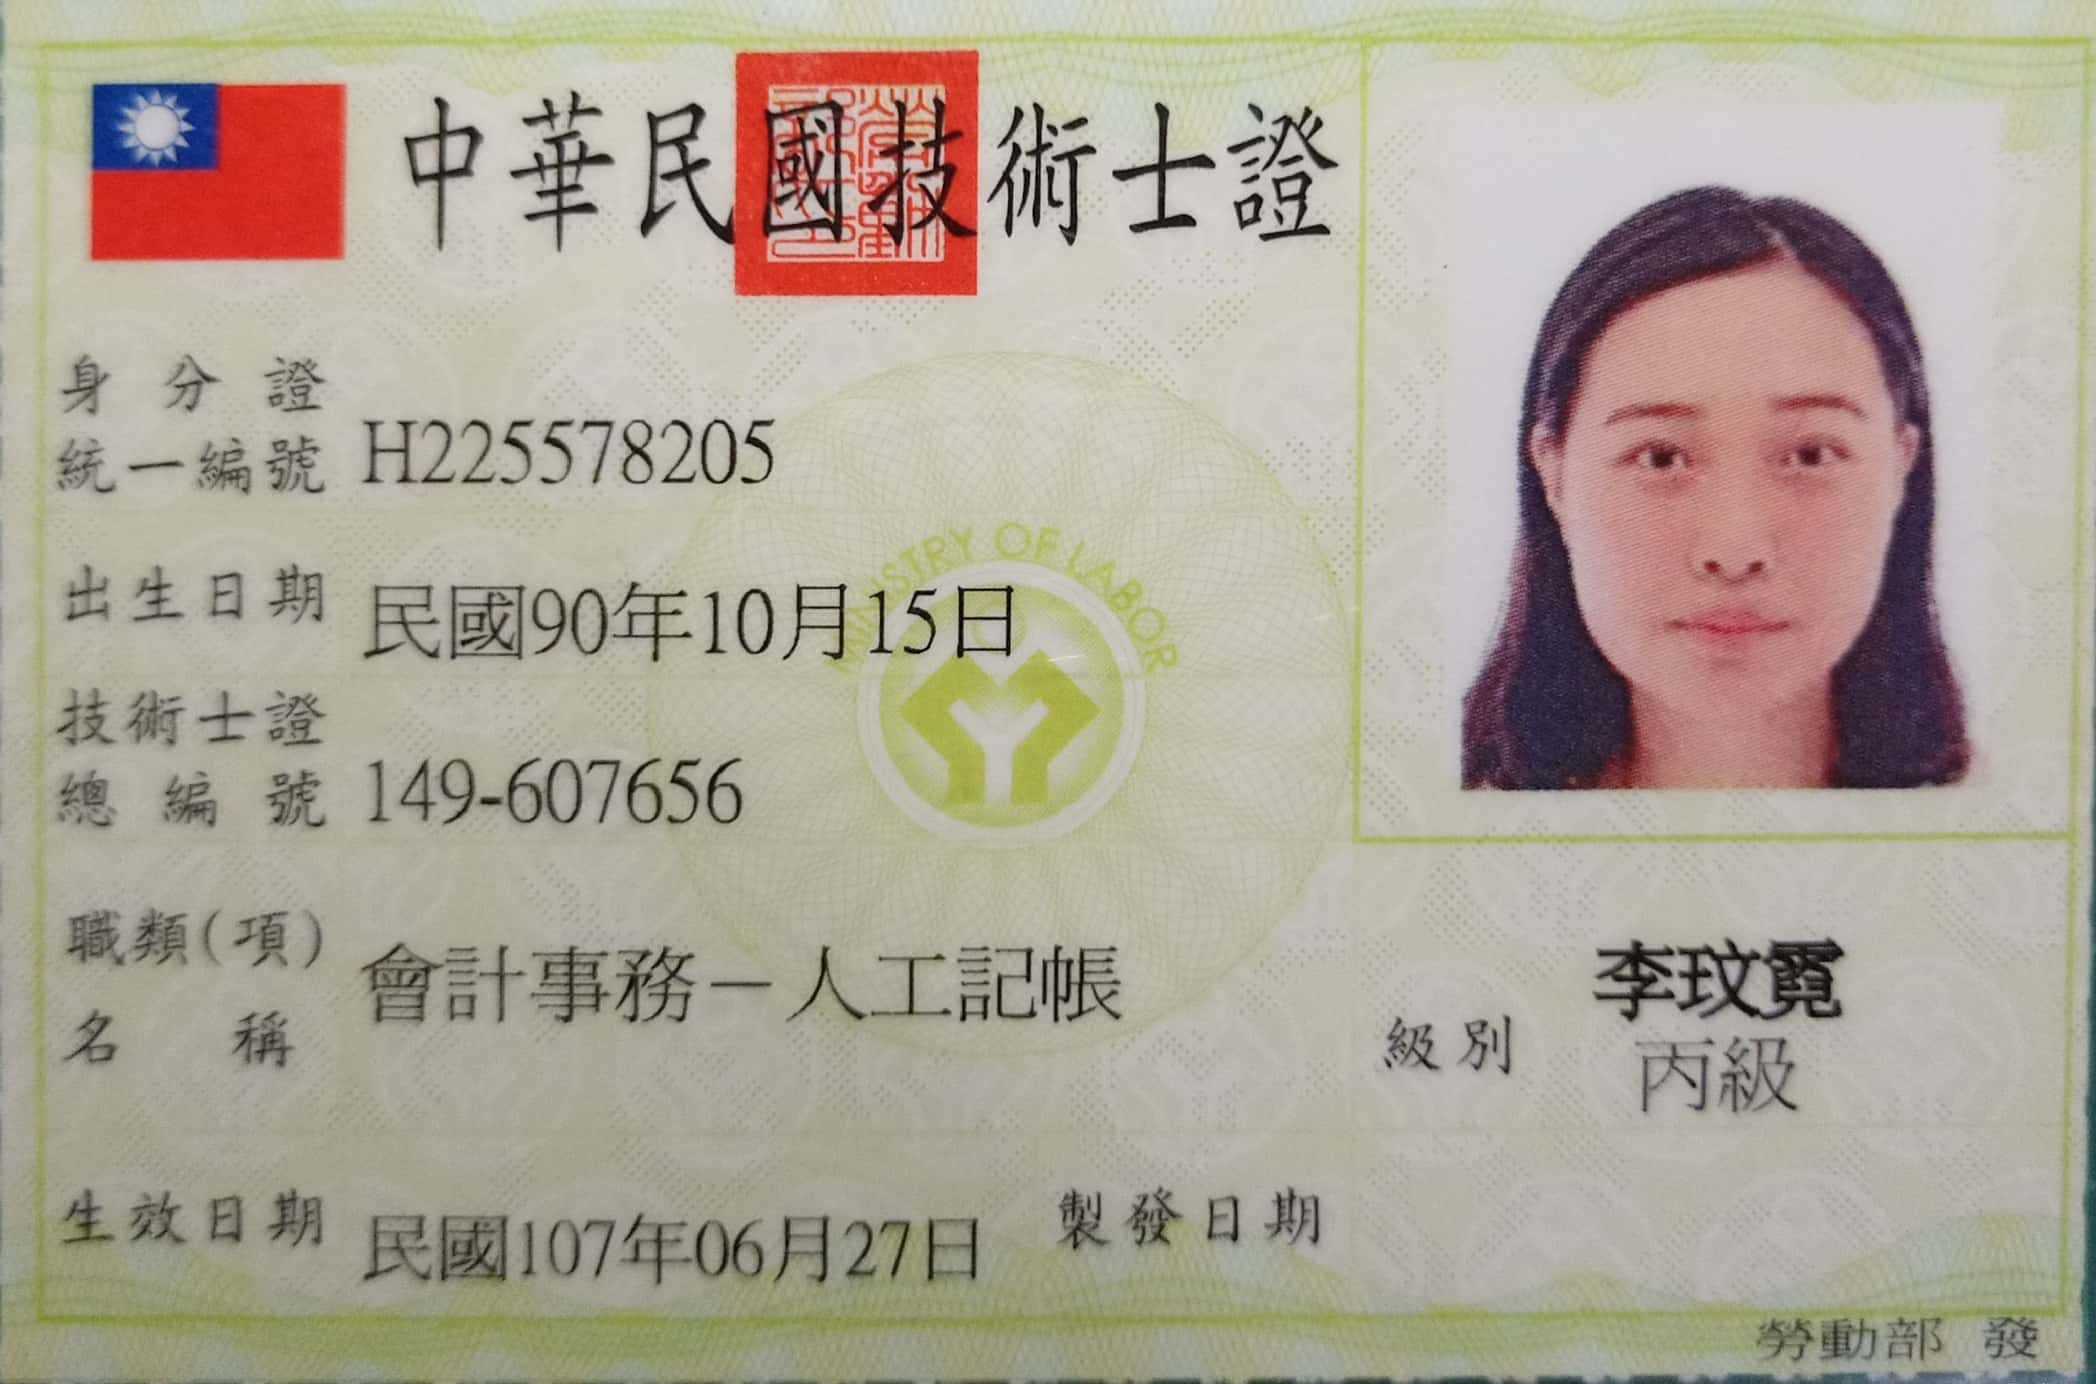 中華民國技術士證
勞動部印
身分證
統一編號 H225578205
出生日期 民國90年10月15日
MINISTRY OF LABOR
技術士證
總編號 149-607656
職類(項)
名稱 會計事務－人工記帳
李玟霓
級別 丙級
生效日期 民國107年06月27日 製發日期
勞動部 發